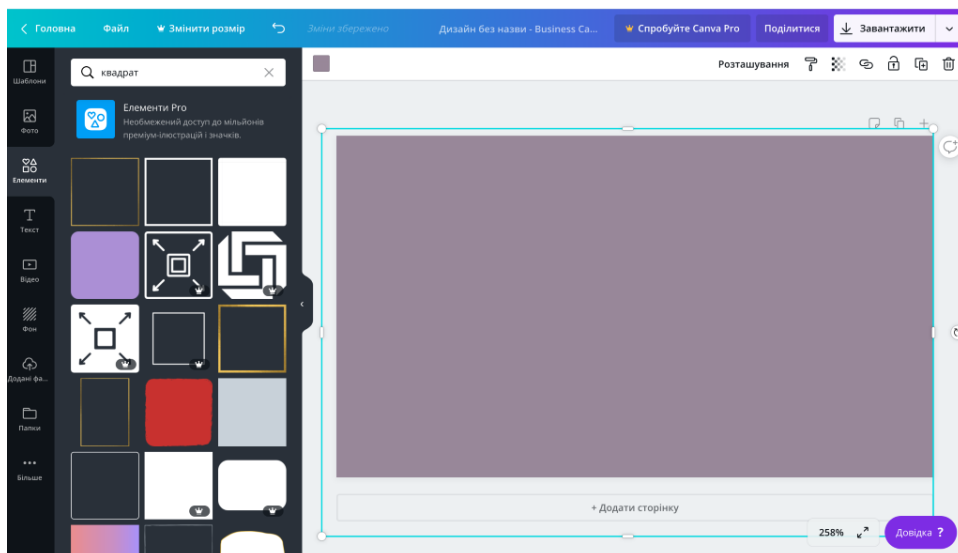 Головна Файл Змінити розмір Зміни збережено Дизайн без назви - Business Ca... Спробуйте Canva Pro Поділитися Завантажити
Шаблони
Фото
Елементи
Текст
Відео
Фон
Додані фа...
Папки
Більше
квадрат
Елементи Pro
Необмежений доступ до мільйонів
преміум-ілюстрацій і значків.
Розташування
+ Додати сторінку
258%
Довідка ?